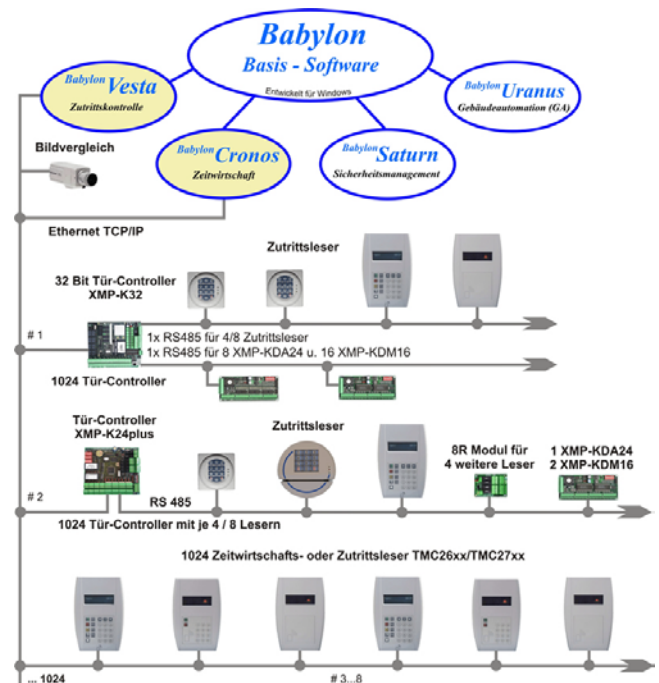 Babylon
Basis - Software
Entwickelt für Windows
Babylon Vesta
Zutrittskontrolle
Babylon Uranus
Gebäudeautomation (GA)
Bildvergleich
Babylon Cronos
Zeitwirtschaft
Babylon Saturn
Sicherheitsmanagement
Ethernet TCP/IP
Zutrittsleser
32 Bit Tür-Controller
XMP-K32
# 1
1x RS485 für 4/8 Zutrittsleser
1x RS485 für 8 XMP-KDA24 u. 16 XMP-KDM16
1024 Tür-Controller
Tür-Controller
XMP-K24plus
Zutrittsleser
8R Modul für
4 weitere Leser
1 XMP-KDA24
2 XMP-KDM16
# 2
RS 485
1024 Tür-Controller mit je 4 / 8 Lesern
1024 Zeitwirtschafts- oder Zutrittsleser TMC26xx/TMC27xx
... 1024
# 3...8